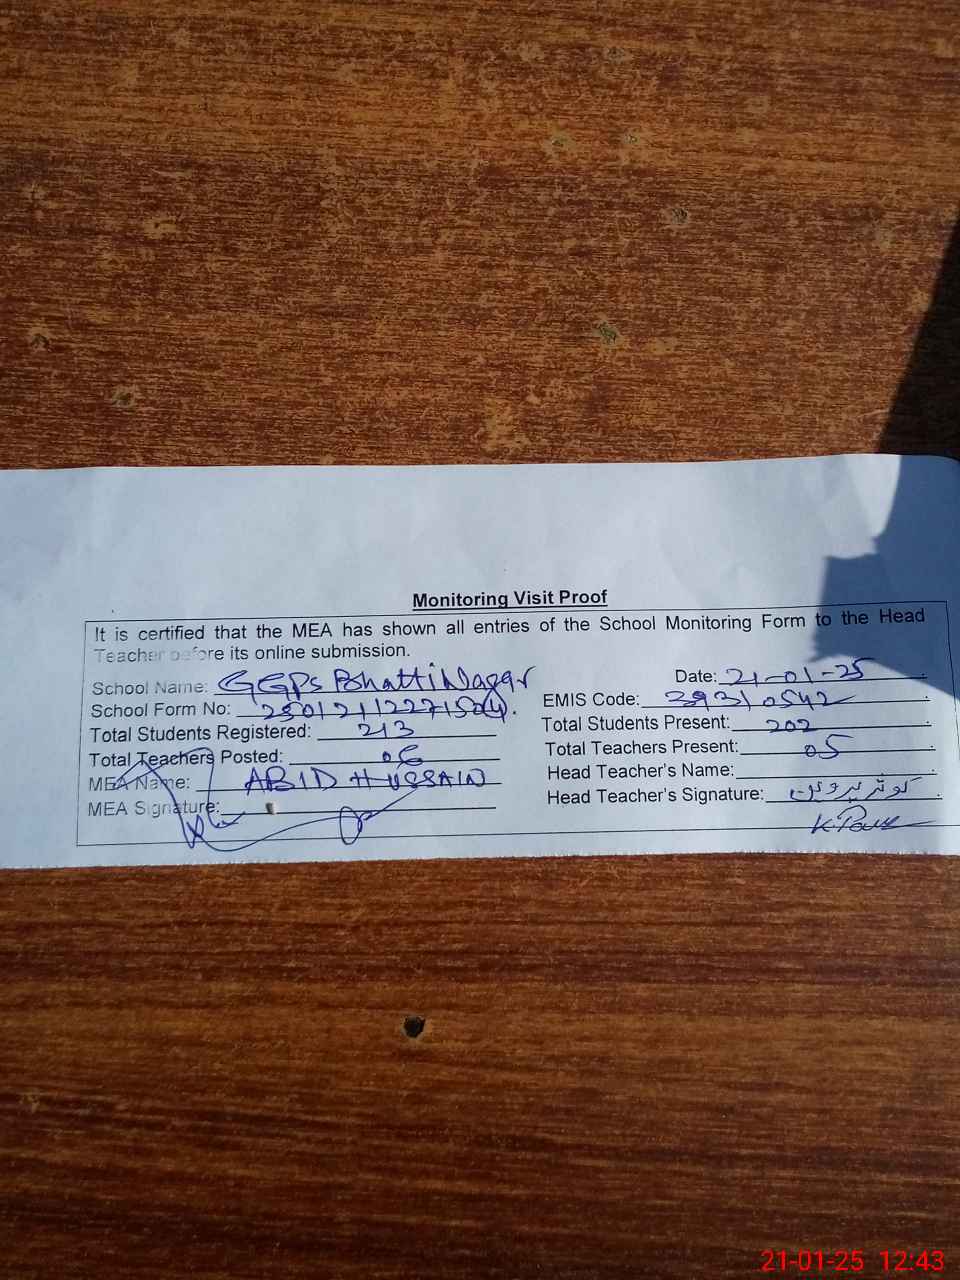 Monitoring Visit Proof
It is certified that the MEA has shown all entries of the School Monitoring Form to the Head
Teacher before its online submission.
School Name: GGPS Bhatti Nagar
Date: 21-01-25
School Form No:
EMIS Code: 39310542
Total Students Registered: 213
Total Students Present: 202
Total Teachers Posted: 06
Total Teachers Present: 05
MEA Name: ABID HUSSAIN
Head Teacher's Name:
MEA Signature:
Head Teacher's Signature: کوثر پروین
21-01-25 12:43